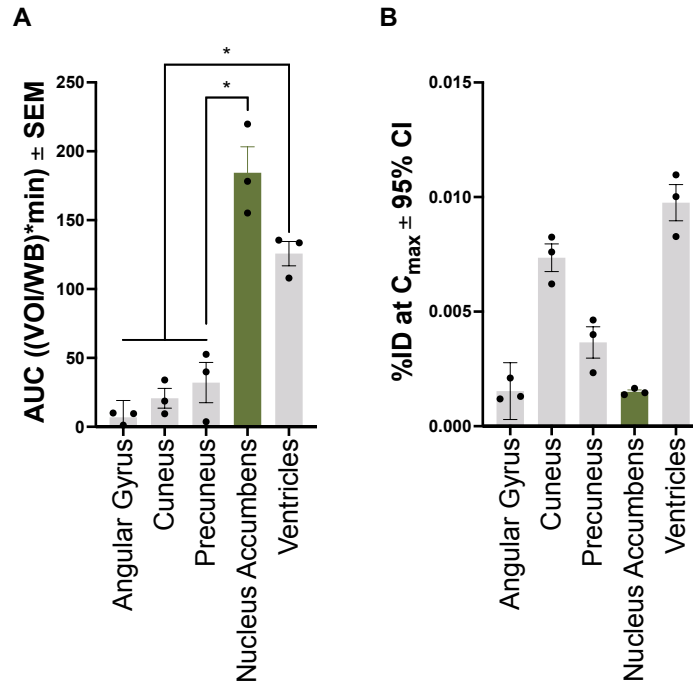 A
AUC ((VOI/WB)*min) ± SEM
250
200
150
100
50
0
*
*
Angular Gyrus
Cuneus
Precuneus
Nucleus Accumbens
Ventricles
B
%ID at Cmax ± 95% CI
0.015
0.010
0.005
0.000
Angular Gyrus
Cuneus
Precuneus
Nucleus Accumbens
Ventricles